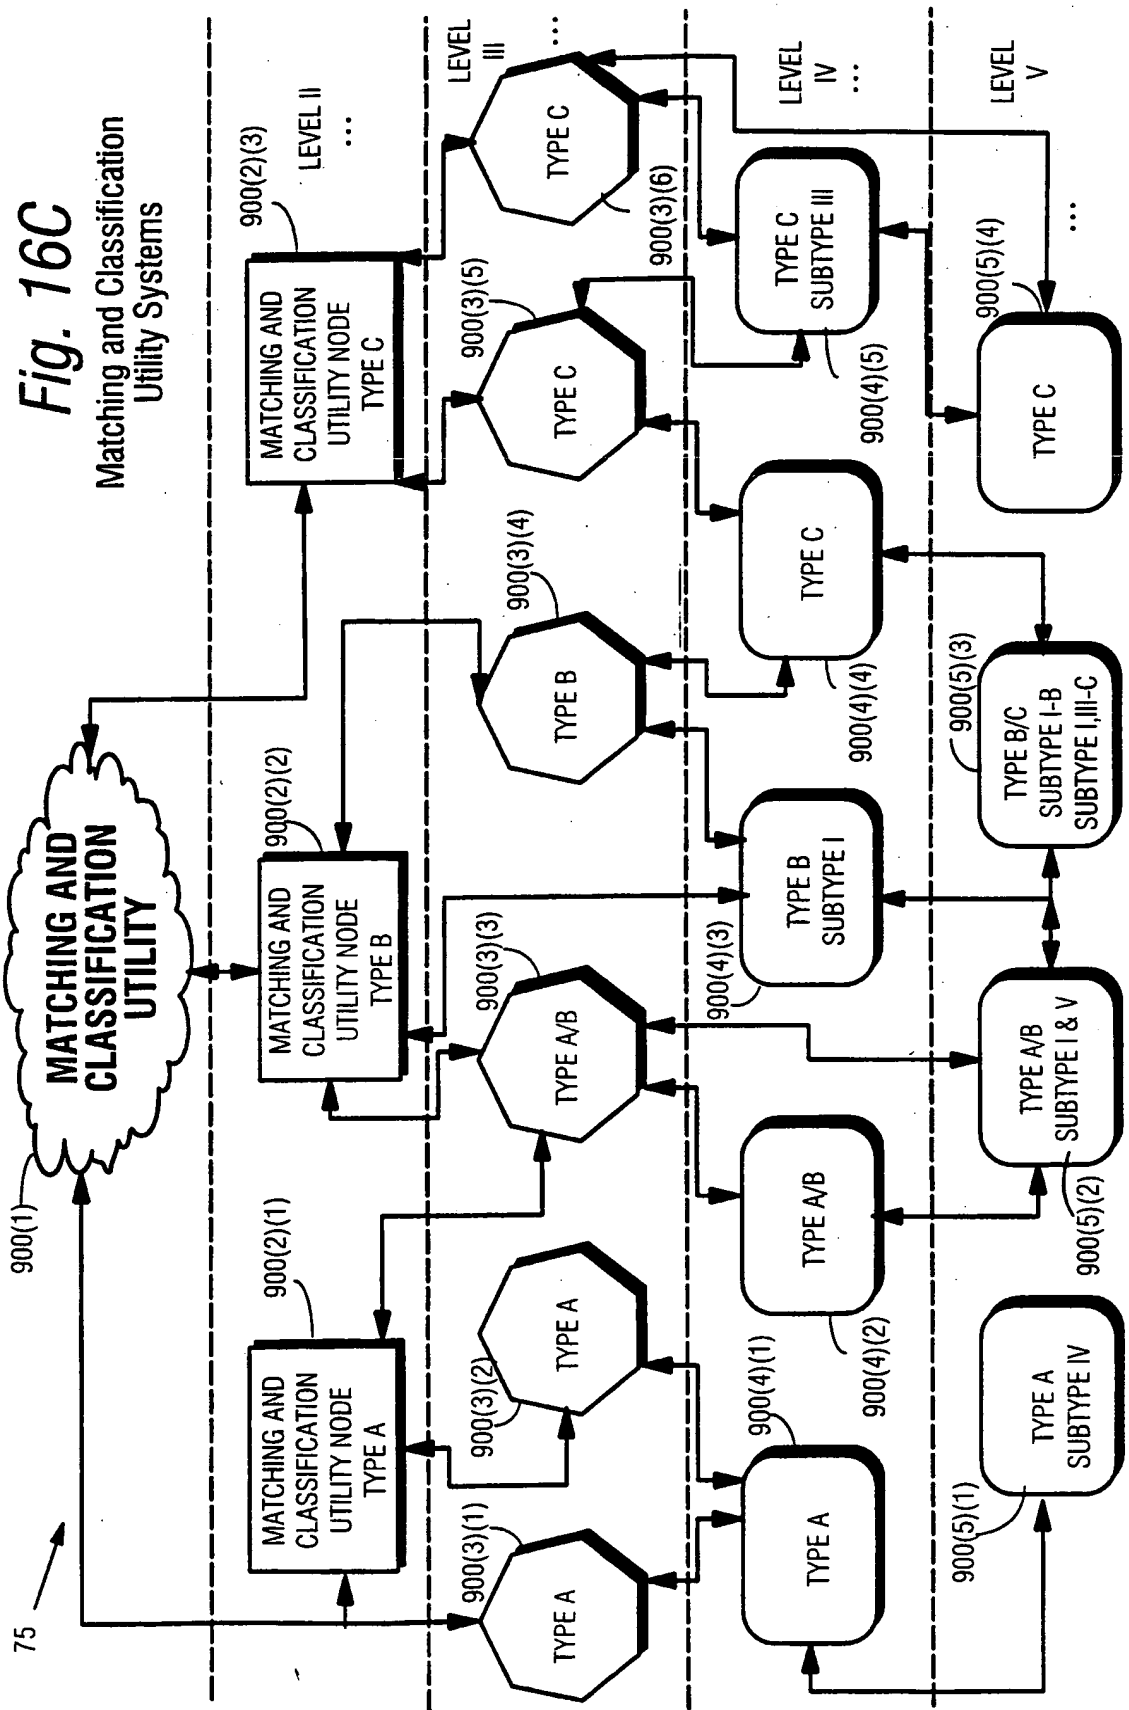 Fig. 16C
Matching and Classification
Utility Systems
75
900(1)
MATCHING AND
CLASSIFICATION
UTILITY
LEVEL II
...
900(2)(1)
MATCHING AND
CLASSIFICATION
UTILITY NODE
TYPE A
900(2)(2)
MATCHING AND
CLASSIFICATION
UTILITY NODE
TYPE B
900(2)(3)
MATCHING AND
CLASSIFICATION
UTILITY NODE
TYPE C
LEVEL
III
...
900(3)(1)
TYPE A
900(3)(2)
TYPE A
900(3)(3)
TYPE A/B
900(3)(4)
TYPE B
900(3)(5)
TYPE C
900(3)(6)
TYPE C
LEVEL
IV
...
900(4)(1)
TYPE A
900(4)(2)
TYPE A/B
900(4)(3)
TYPE B
SUBTYPE I
900(4)(4)
TYPE C
900(4)(5)
TYPE C
SUBTYPE III
LEVEL
V
...
900(5)(1)
TYPE A
SUBTYPE IV
900(5)(2)
TYPE A/B
SUBTYPE I & V
900(5)(3)
TYPE B/C
SUBTYPE I-B
SUBTYPE I,III-C
900(5)(4)
TYPE C